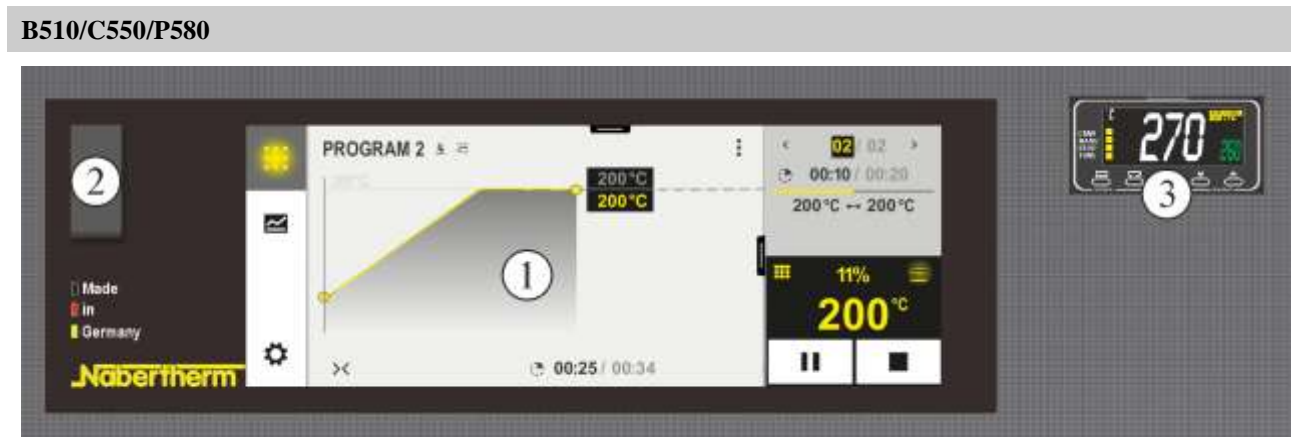 B510/C550/P580
2
Made
in
Germany
Nabertherm
PROGRAM 2
200°C
200°C
1
00:25 / 00:34
02 / 02
00:10 / 00:20
200°C ↔ 200°C
11%
200 °C
270
3